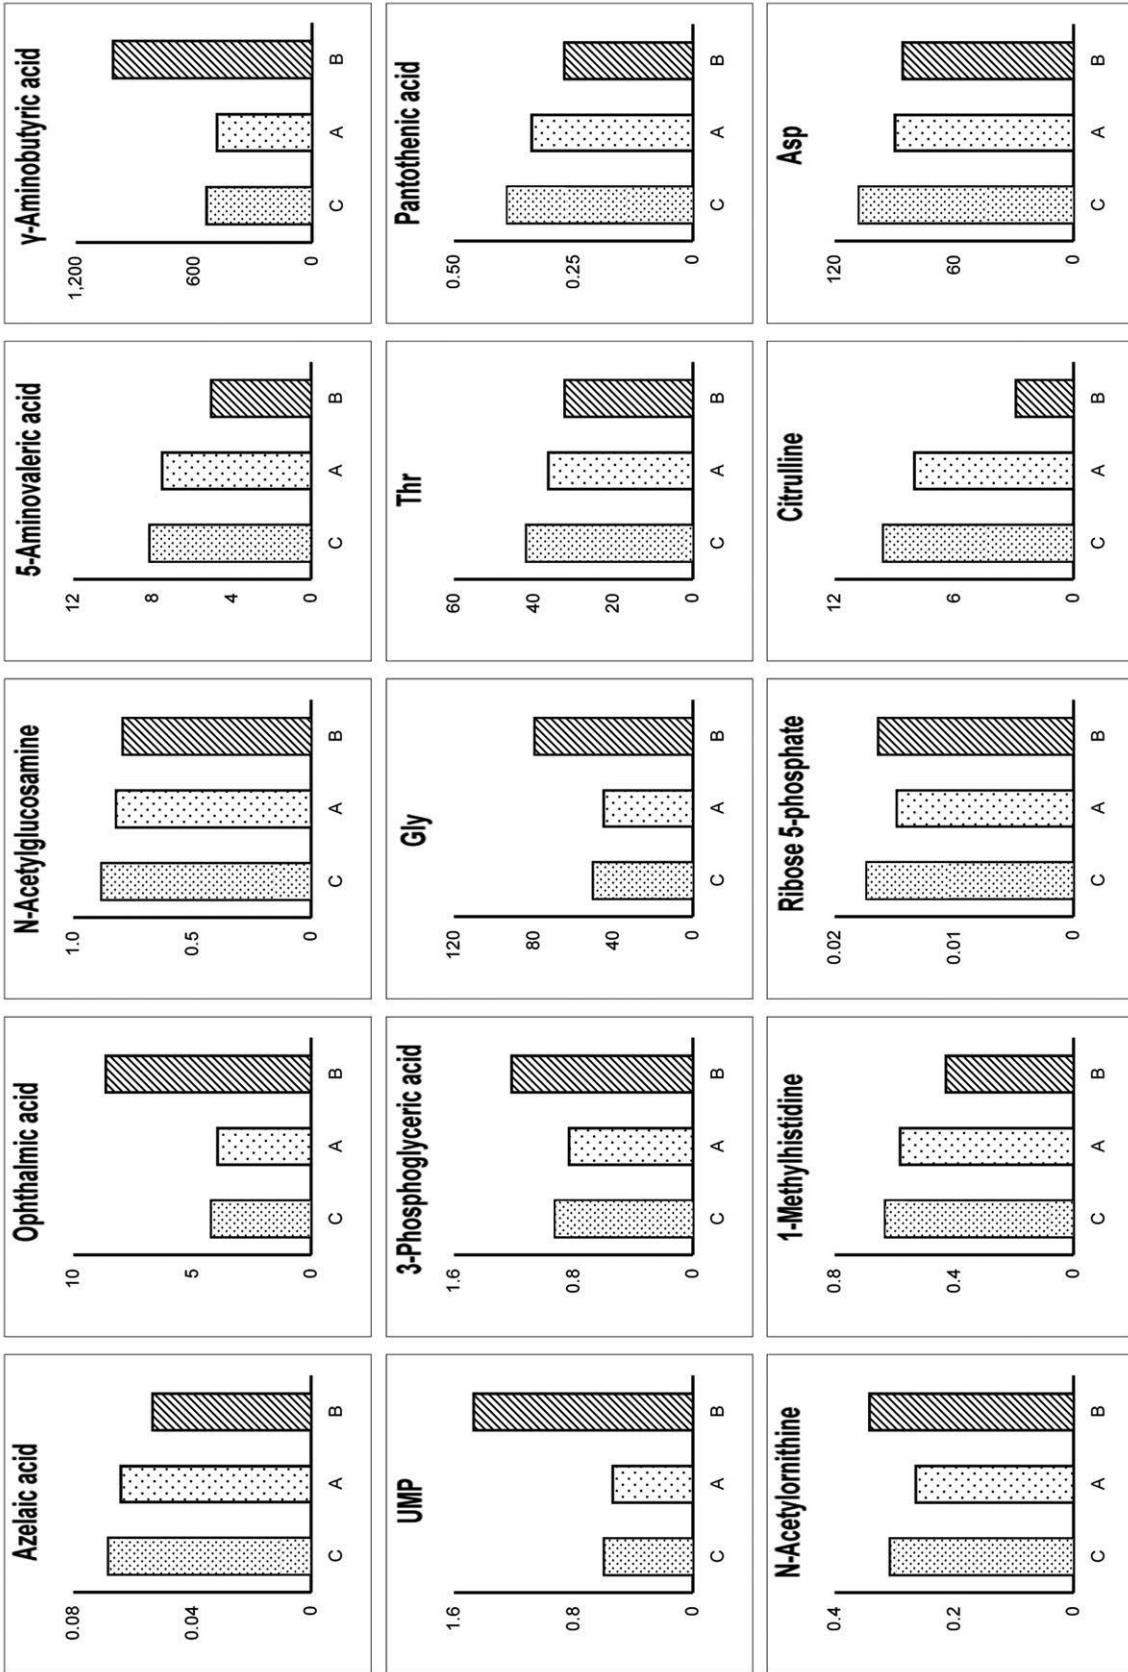 Azelaic acid
0.08
0.04
0
C A B
Ophthalmic acid
10
5
0
C A B
N-Acetylglucosamine
1.0
0.5
0
C A B
5-Aminovaleric acid
12
8
4
0
C A B
γ-Aminobutyric acid
1,200
600
0
C A B
UMP
1.6
0.8
0
C A B
3-Phosphoglyceric acid
1.6
0.8
0
C A B
Gly
120
80
40
0
C A B
Thr
60
40
20
0
C A B
Pantothenic acid
0.50
0.25
0
C A B
N-Acetylornithine
0.4
0.2
0
C A B
1-Methylhistidine
0.8
0.4
0
C A B
Ribose 5-phosphate
0.02
0.01
0
C A B
Citrulline
12
6
0
C A B
Asp
120
60
0
C A B